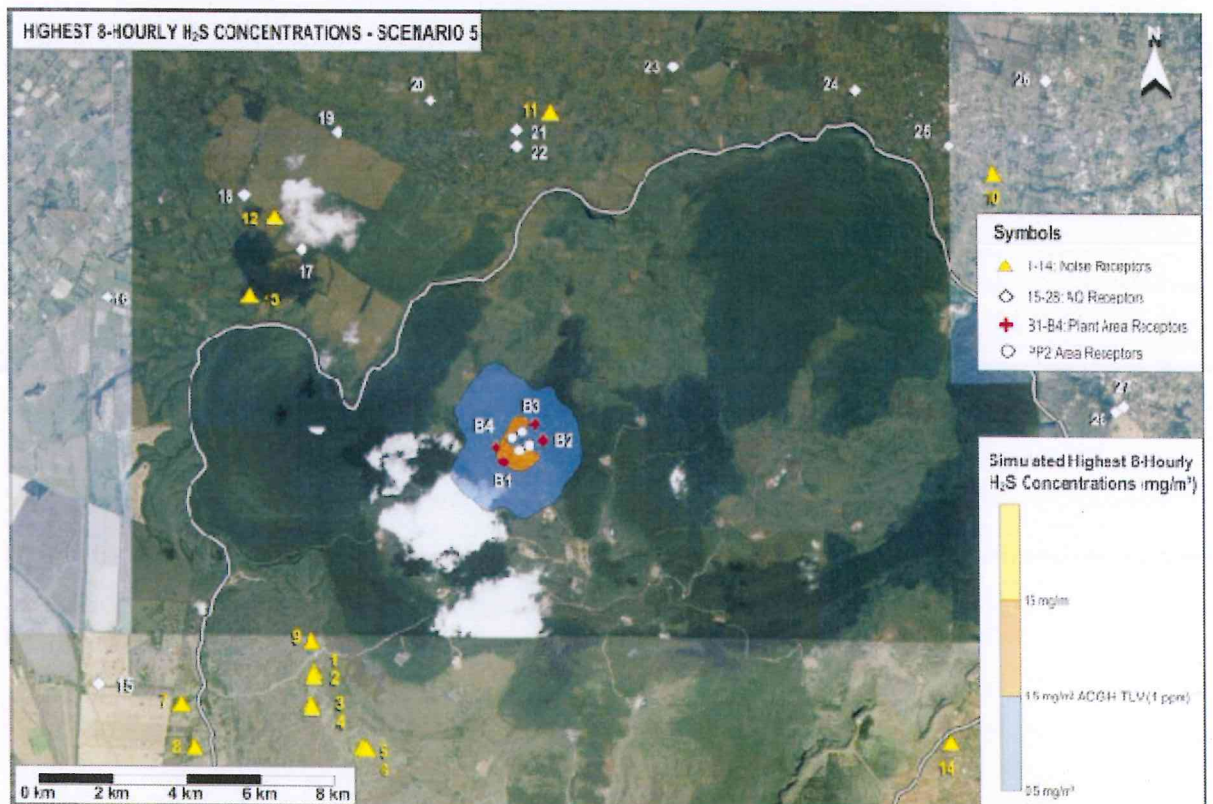 HIGHEST 8-HOURLY H₂S CONCENTRATIONS - SCENARIO 5
N
23
20
24
26
11
19
21
22
25
18
12
10
17
16
13
Symbols
1-14: Noise Receptors
15-28: AQ Receptors
B1-B4: Plant Area Receptors
PP2 Area Receptors
27
28
B3
B4
B2
B1
Simulated Highest 8-Hourly
H₂S Concentrations (mg/m³)
15 mg/m
1.5 mg/m³ ACGIH TLV (1 ppm)
0.5 mg/m³
9
1
2
15
7
3
4
8
5
6
14
0 km 2 km 4 km 6 km 8 km